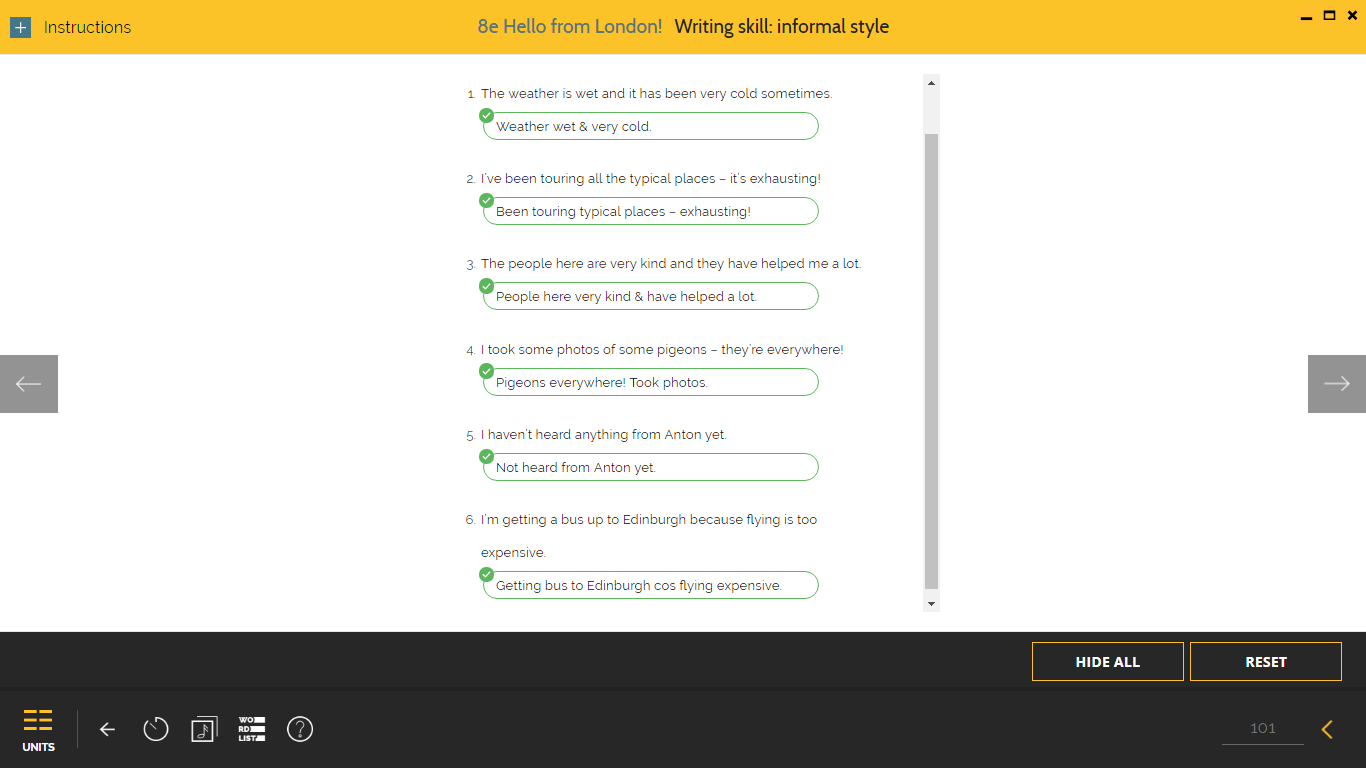 Instructions
8e Hello from London! Writing skill: informal style
1. The weather is wet and it has been very cold sometimes.
Weather wet & very cold.
2. I've been touring all the typical places – it's exhausting!
Been touring typical places – exhausting!
3. The people here are very kind and they have helped me a lot.
People here very kind & have helped a lot.
4. I took some photos of some pigeons – they're everywhere!
Pigeons everywhere! Took photos.
5. I haven't heard anything from Anton yet.
Not heard from Anton yet.
6. I'm getting a bus up to Edinburgh because flying is too
expensive.
Getting bus to Edinburgh cos flying expensive.
HIDE ALL
RESET
UNITS
WO
RD
LIST
?
101